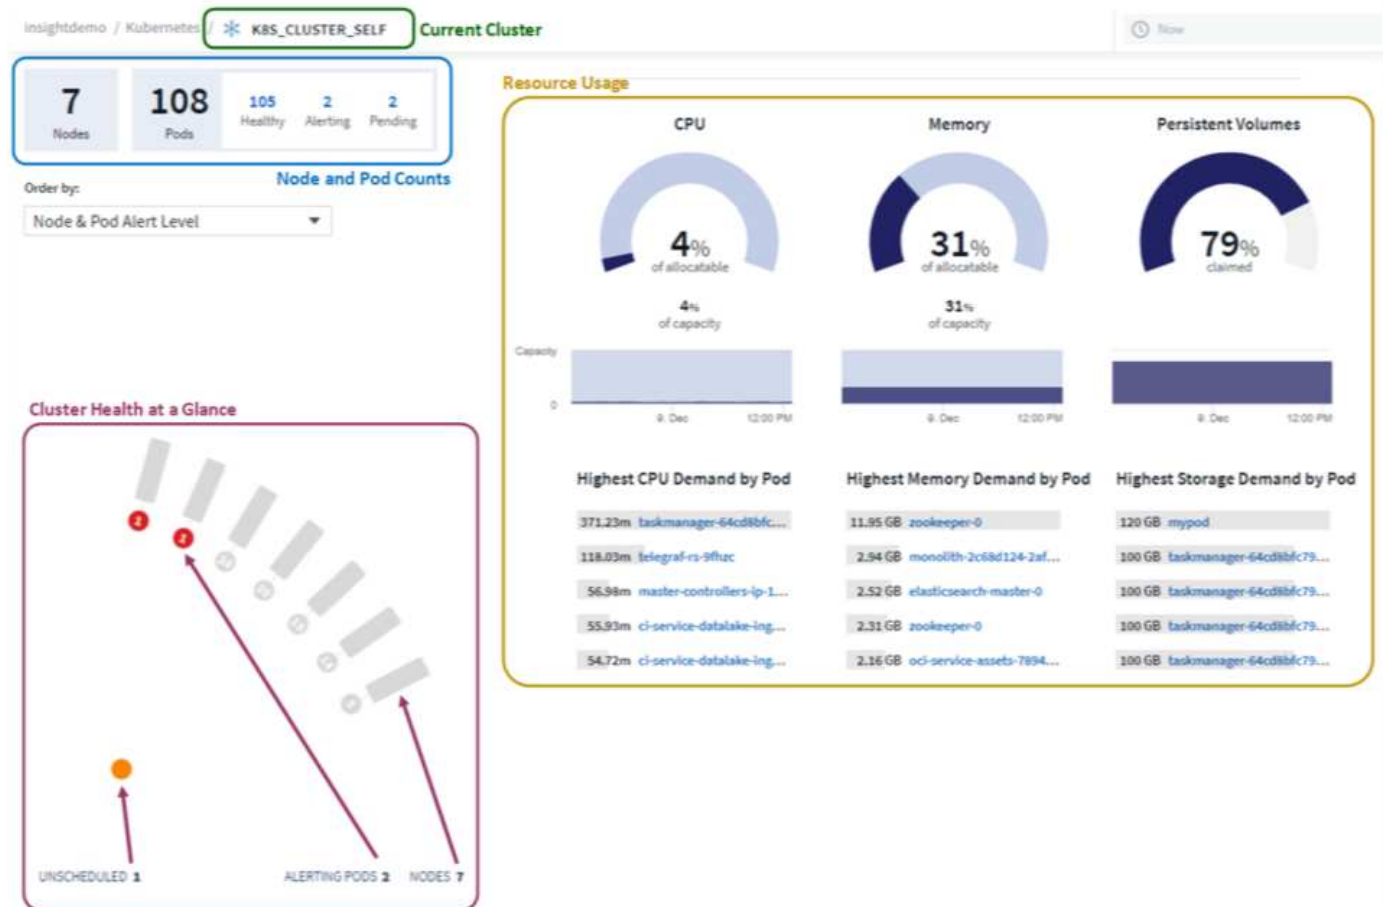 insightdemo / Kubernetes / K8S_CLUSTER_SELF Current Cluster
Now
7 Nodes
108 Pods
105 Healthy
2 Alerting
2 Pending
Node and Pod Counts
Order by:
Node & Pod Alert Level
Cluster Health at a Glance
UNSCHEDULED 1
ALERTING PODS 2
NODES 7
Resource Usage
CPU
4%
of allocatable
4%
of capacity
Capacity
0
9. Dec 12:00 PM
Memory
31%
of allocatable
31%
of capacity
9. Dec 12:00 PM
Persistent Volumes
79%
claimed
9. Dec 12:00 PM
Highest CPU Demand by Pod
371.23m taskmanager-64cd8bfc...
118.03m telegraf-rs-9fhzc
56.98m master-controllers-ip-1...
55.93m ci-service-datalake-ing...
54.72m ci-service-datalake-ing...
Highest Memory Demand by Pod
11.95 GB zookeeper-0
2.94 GB monolith-2c68d124-2af...
2.52 GB elasticsearch-master-0
2.31 GB zookeeper-0
2.16 GB oci-service-assets-7894...
Highest Storage Demand by Pod
120 GB mypod
100 GB taskmanager-64cd8bfc79...
100 GB taskmanager-64cd8bfc79...
100 GB taskmanager-64cd8bfc79...
100 GB taskmanager-64cd8bfc79...